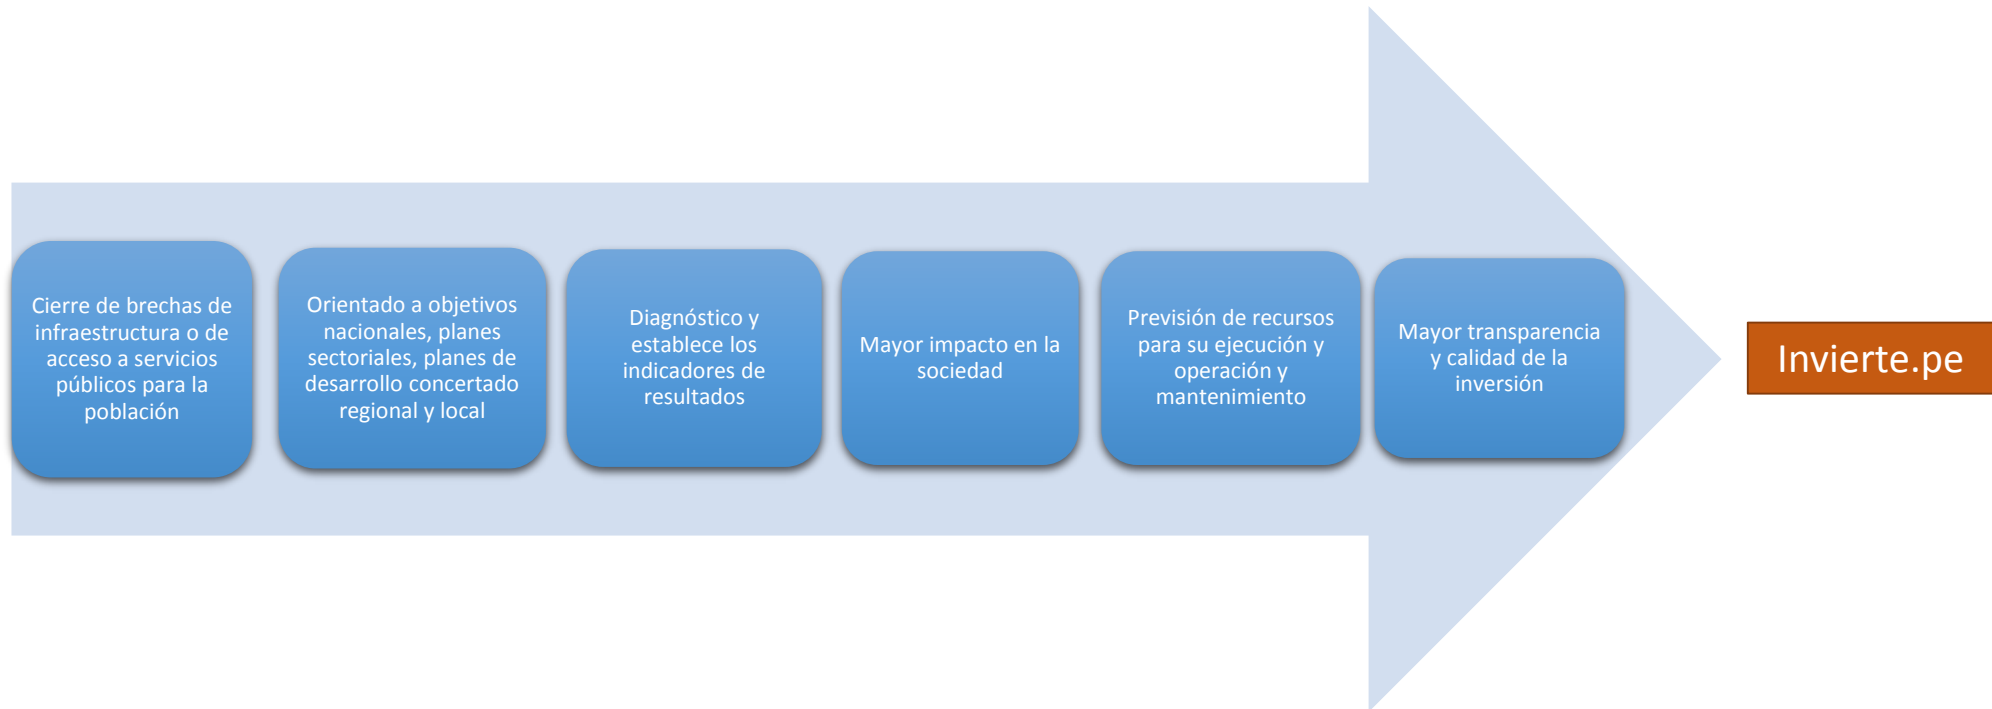 Cierre de brechas de
infraestructura o de
acceso a servicios
públicos para la
población
Orientado a objetivos
nacionales, planes
sectoriales, planes de
desarrollo concertado
regional y local
Diagnóstico y
establece los
indicadores de
resultados
Mayor impacto en la
sociedad
Previsión de recursos
para su ejecución y
operación y
mantenimiento
Mayor transparencia
y calidad de la
inversión
Invierte.pe